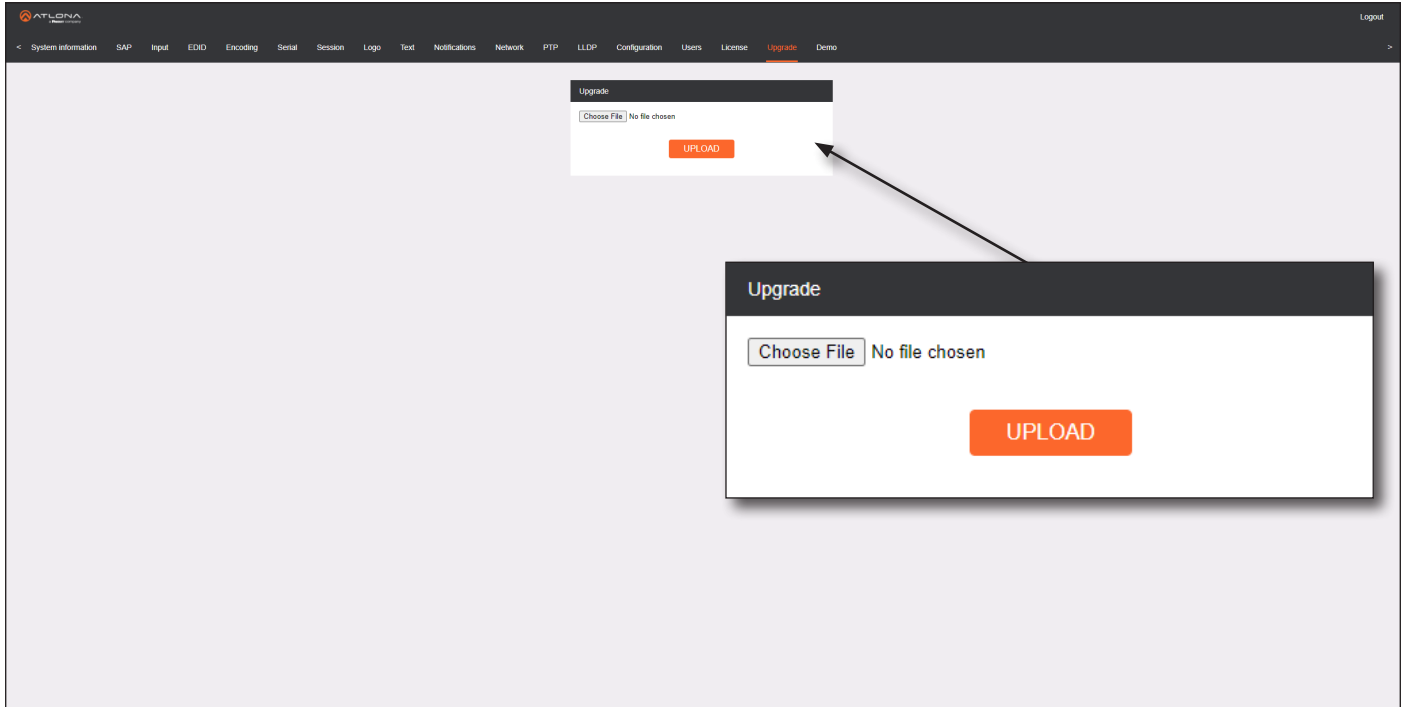 ATLONA
Logout
< System information SAP Input EDID Encoding Serial Session Logo Text Notifications Network PTP LLDP Configuration Users License Upgrade Demo >
Upgrade
Choose File No file chosen
UPLOAD
Upgrade
Choose File No file chosen
UPLOAD